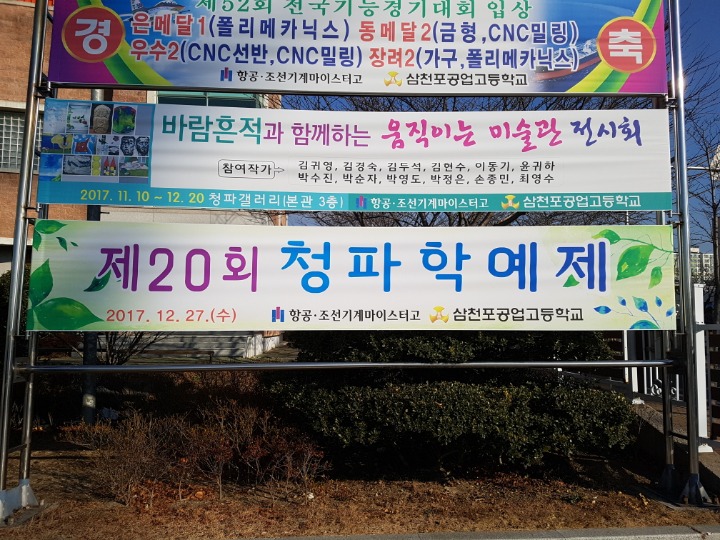 제52회 전국기능경기대회 입상
경 은메달1(폴리메카닉스) 동메달2(금형,CNC밀링) 축
우수2(CNC선반,CNC밀링) 장려2(가구,폴리메카닉스)
항공·조선기계마이스터고 삼천포공업고등학교
바람흔적과 함께하는 움직이는 미술관 전시회
참여작가 김귀영, 김경숙, 김두석, 김현수, 이동기, 윤귀하
박수진, 박순자, 박영도, 박정은, 손종민, 최영수
2017. 11. 10 ~ 12. 20 청파갤러리(본관 3층) 항공·조선기계마이스터고 삼천포공업고등학교
제20회 청파학예제
2017. 12. 27.(수) 항공·조선기계마이스터고 삼천포공업고등학교